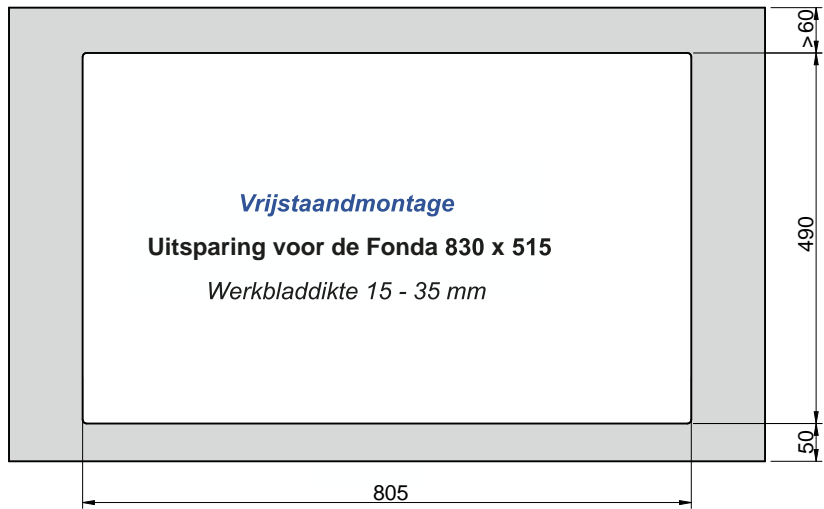 >60
Vrijstaandmontage
Uitsparing voor de Fonda 830 x 515
Werkbladdikte 15 - 35 mm
490
50
805